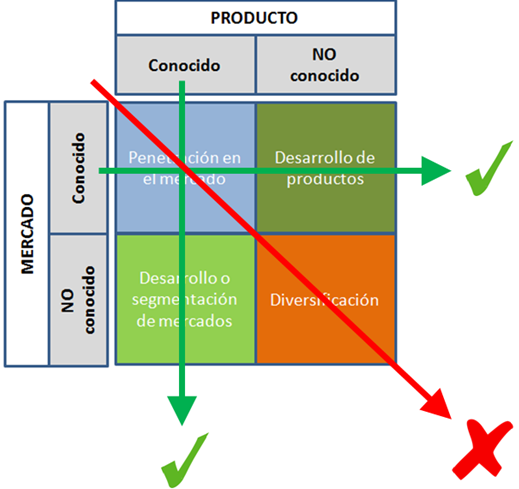 PRODUCTO
Conocido
NO
conocido
MERCADO
Conocido
NO
conocido
Penetración en
el mercado
Desarrollo de
productos
Desarrollo o
segmentación
de mercados
Diversificación